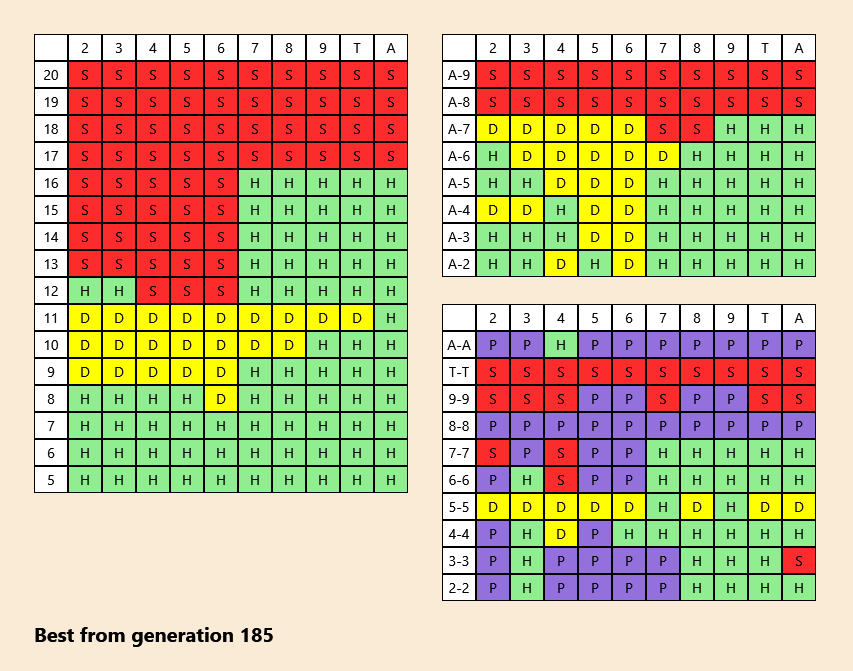 2 3 4 5 6 7 8 9 T A
20 S S S S S S S S S S
19 S S S S S S S S S S
18 S S S S S S S S S S
17 S S S S S S S S S S
16 S S S S S H H H H H
15 S S S S S H H H H H
14 S S S S S H H H H H
13 S S S S S H H H H H
12 H H S S S H H H H H
11 D D D D D D D D D H
10 D D D D D D D H H H
9 D D D D D H H H H H
8 H H H H D H H H H H
7 H H H H H H H H H H
6 H H H H H H H H H H
5 H H H H H H H H H H
2 3 4 5 6 7 8 9 T A
A-9 S S S S S S S S S S
A-8 S S S S S S S S S S
A-7 D D D D D S S H H H
A-6 H D D D D D H H H H
A-5 H H D D D H H H H H
A-4 D D H D D H H H H H
A-3 H H H D D H H H H H
A-2 H H D H D H H H H H
2 3 4 5 6 7 8 9 T A
A-A P P H P P P P P P P
T-T S S S S S S S S S S
9-9 S S S P P S P P S S
8-8 P P P P P P P P P P
7-7 S P S P P H H H H H
6-6 P H S P P H H H H H
5-5 D D D D D H D H D D
4-4 P H D P H H H H H H
3-3 P H P P P P H H H S
2-2 P H P P P P H H H H
Best from generation 185